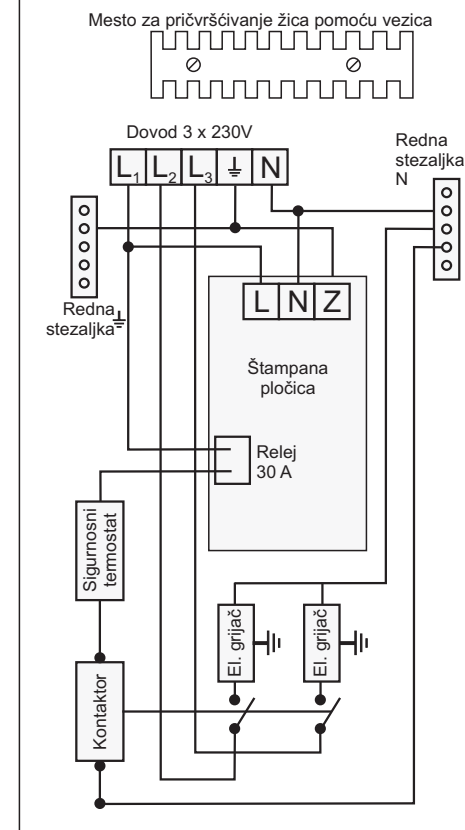 Mesto za pričvršćivanje žica pomoću vezica
Dovod 3 x 230V
L1 L2 L3 ⏚ N
Redna
stezaljka
N
Redna
stezaljka ⏚
L N Z
Štampana
pločica
Relej
30 A
Sigurnosni
termostat
El. grijač
El. grijač
Kontaktor